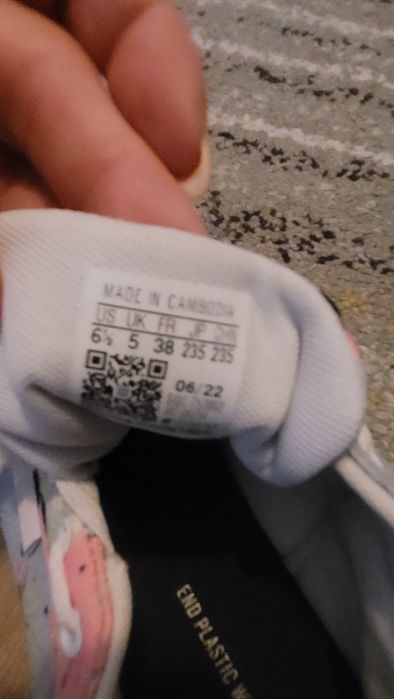 MADE IN CAMBODIA
US UK FR JP CHN
6½ 5 38 235 235
06/22
END PLASTIC